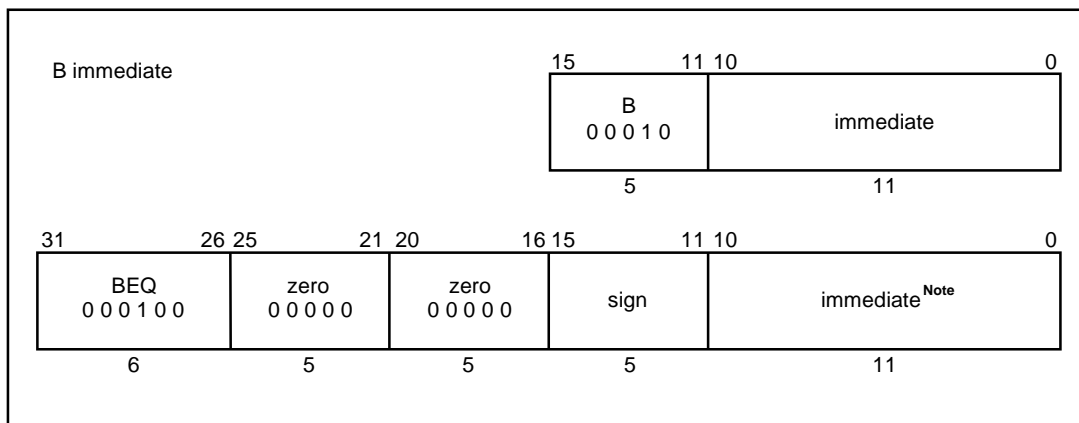 B immediate
15 11 10 0
B
0 0 0 1 0
immediate
5 11
31 26 25 21 20 16 15 11 10 0
BEQ
0 0 0 1 0 0
zero
0 0 0 0 0
zero
0 0 0 0 0
sign
immediate Note
6 5 5 5 11